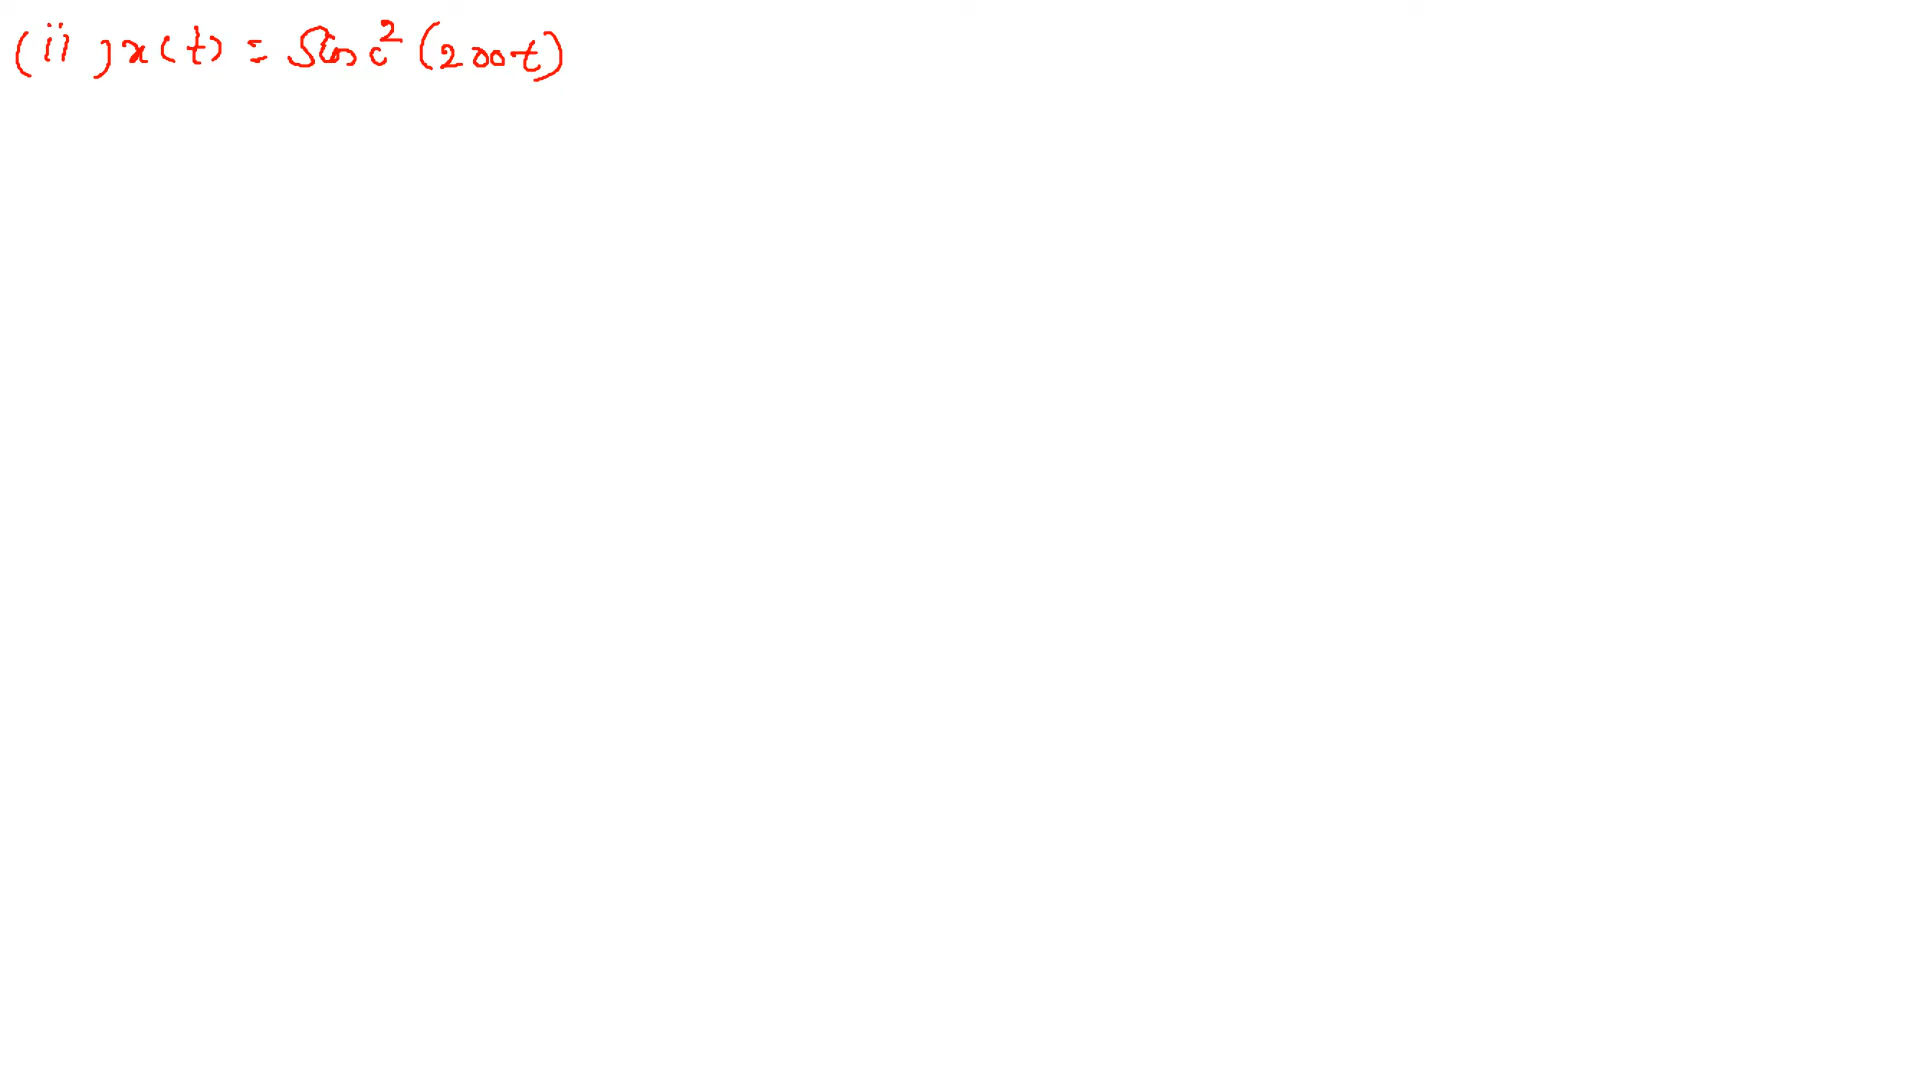 (ii) x(t) = Sinc²(200t)